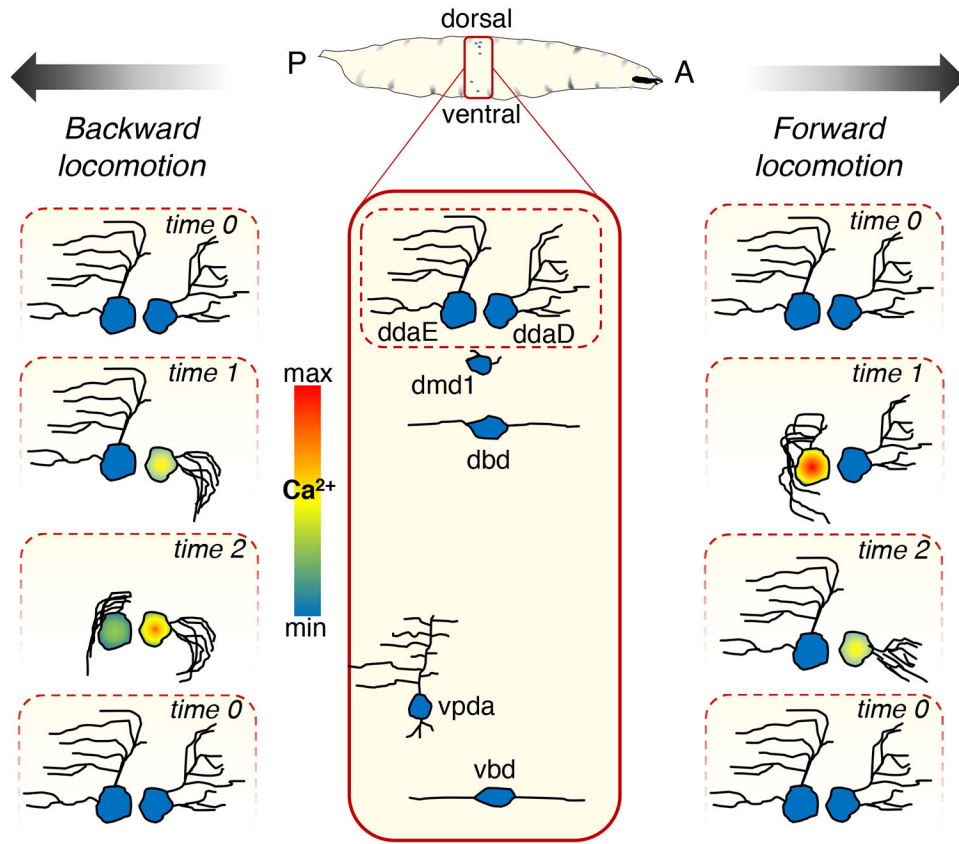 dorsal
P
A
ventral
Backward
locomotion
Forward
locomotion
time 0
time 0
ddaE
ddaD
time 1
max
dmd1
time 1
dbd
Ca²⁺
time 2
time 2
min
vpda
time 0
time 0
vbd